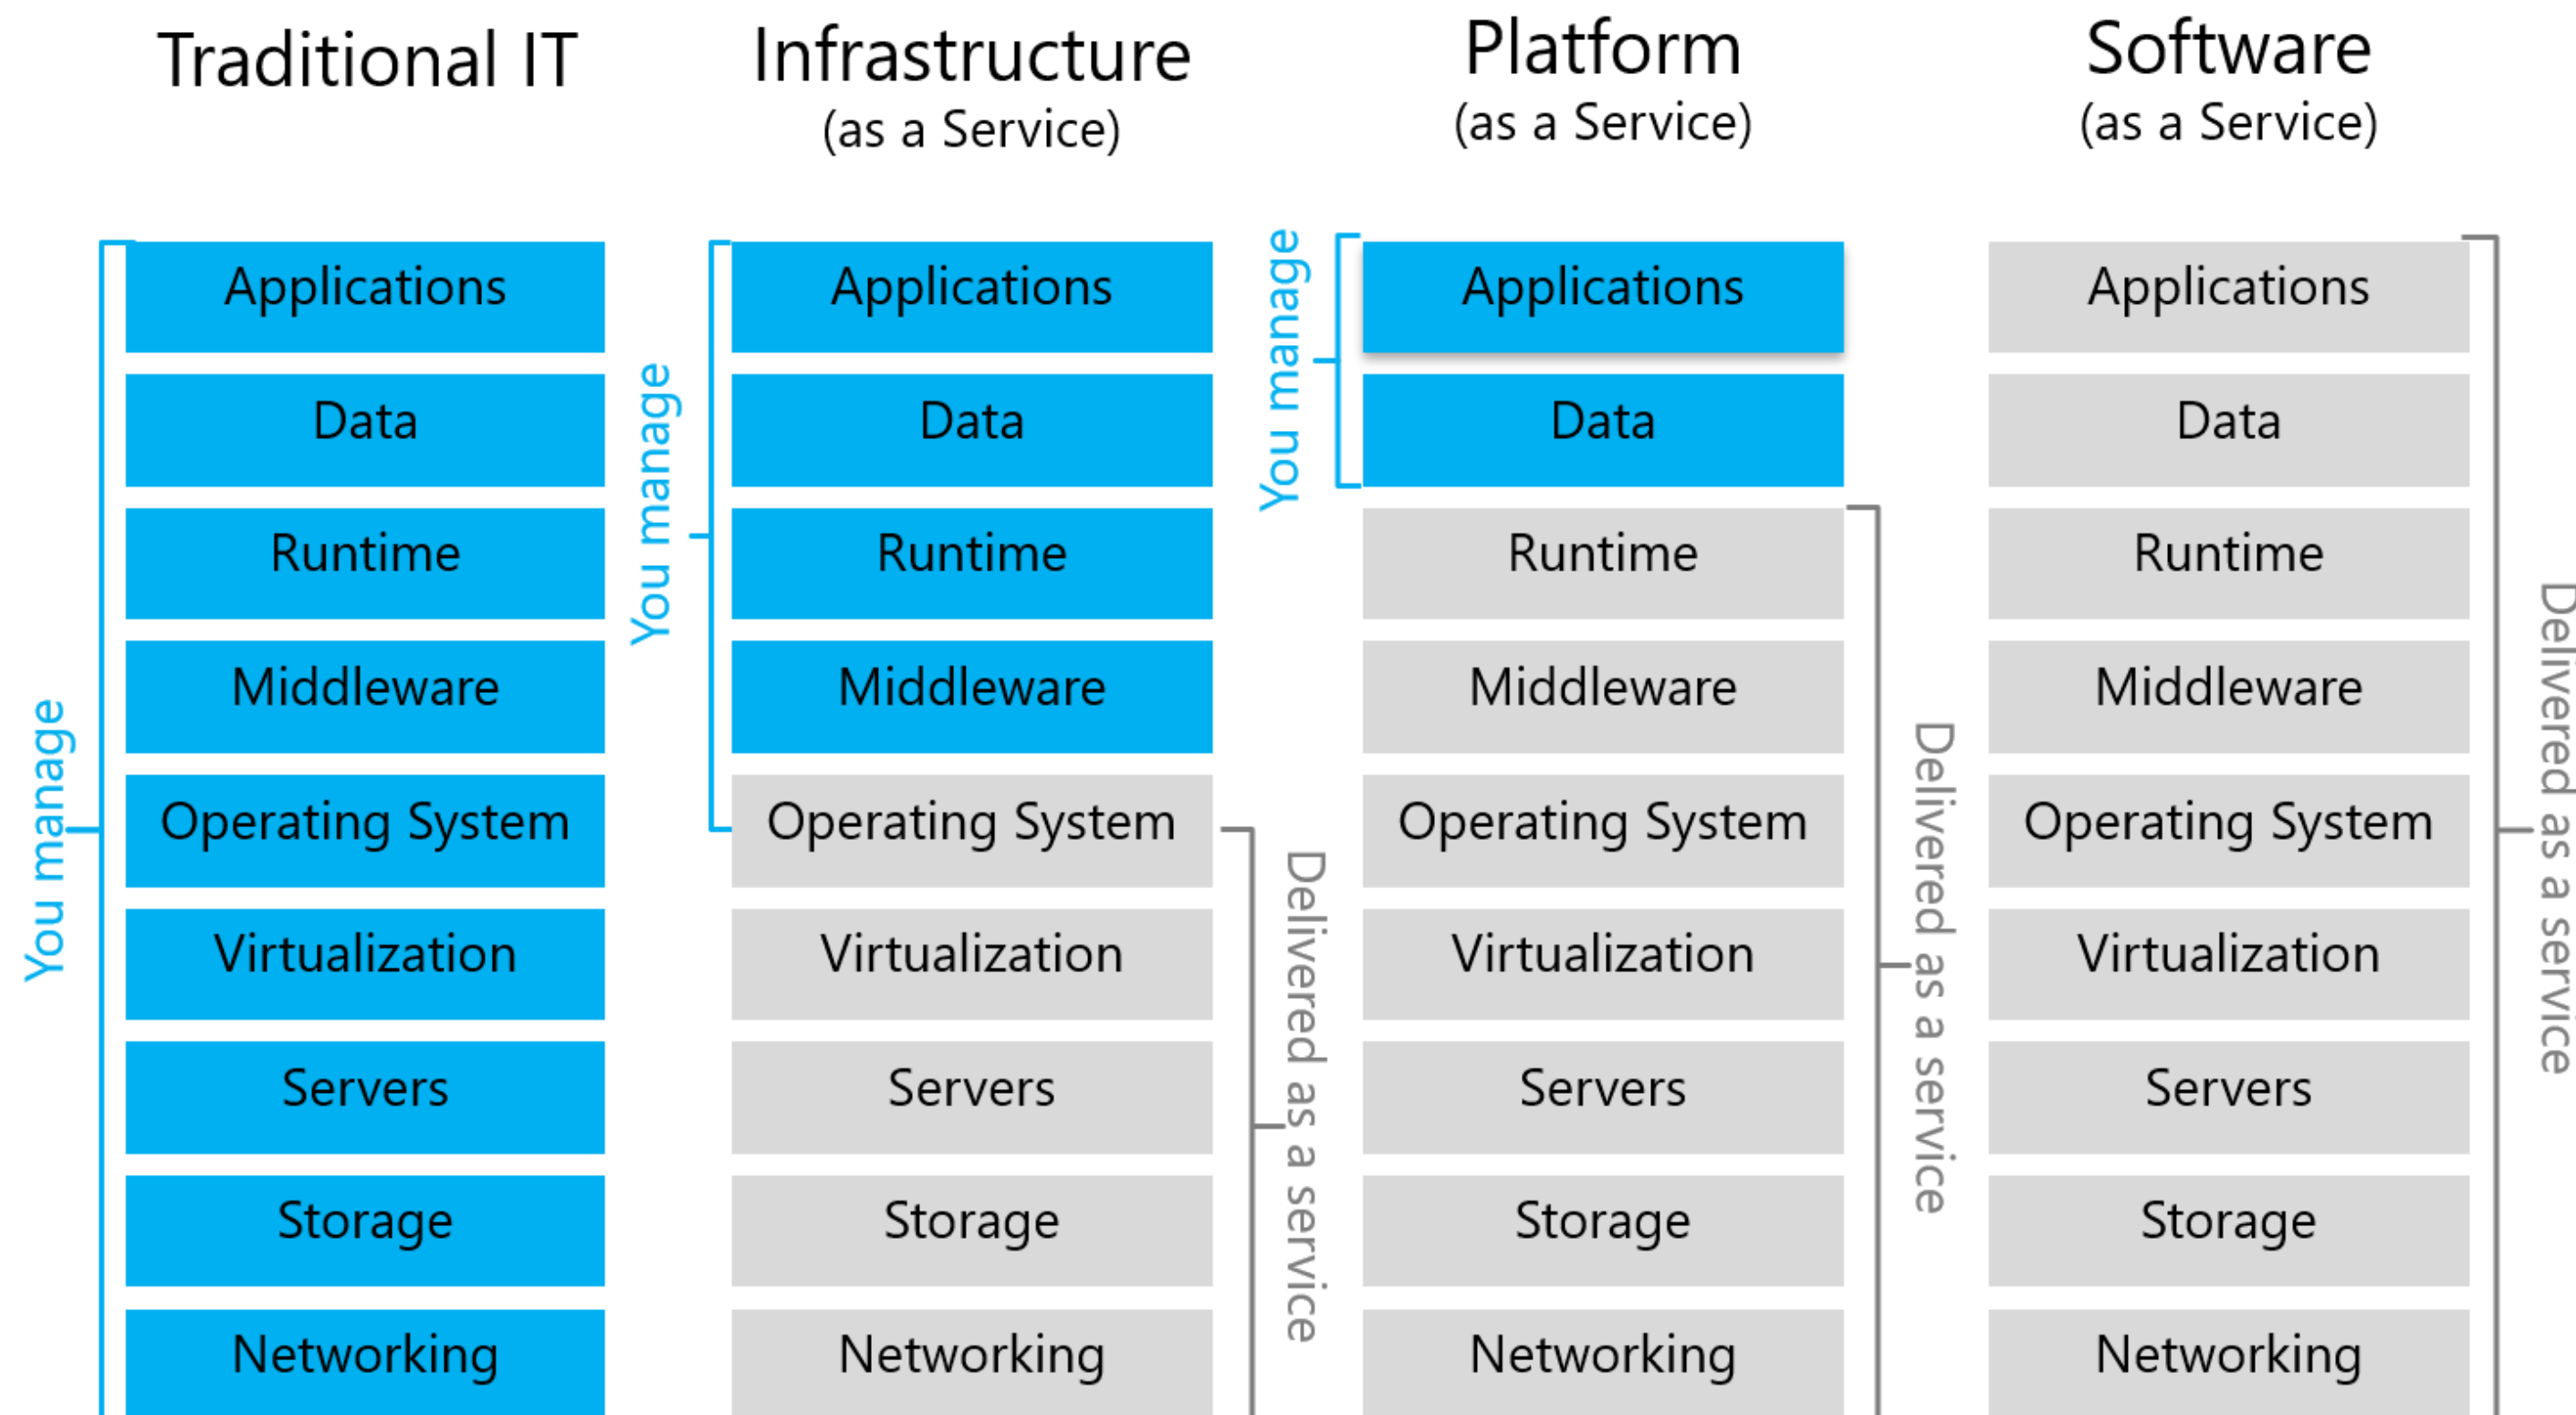 Traditional IT
Infrastructure
(as a Service)
Platform
(as a Service)
Software
(as a Service)
You manage
Applications
Data
Runtime
Middleware
Operating System
Virtualization
Servers
Storage
Networking
You manage
Applications
Data
Runtime
Middleware
Operating System
Virtualization
Servers
Storage
Networking
Delivered as a service
You manage
Applications
Data
Runtime
Middleware
Operating System
Virtualization
Servers
Storage
Networking
Delivered as a service
Applications
Data
Runtime
Middleware
Operating System
Virtualization
Servers
Storage
Networking
Delivered as a service